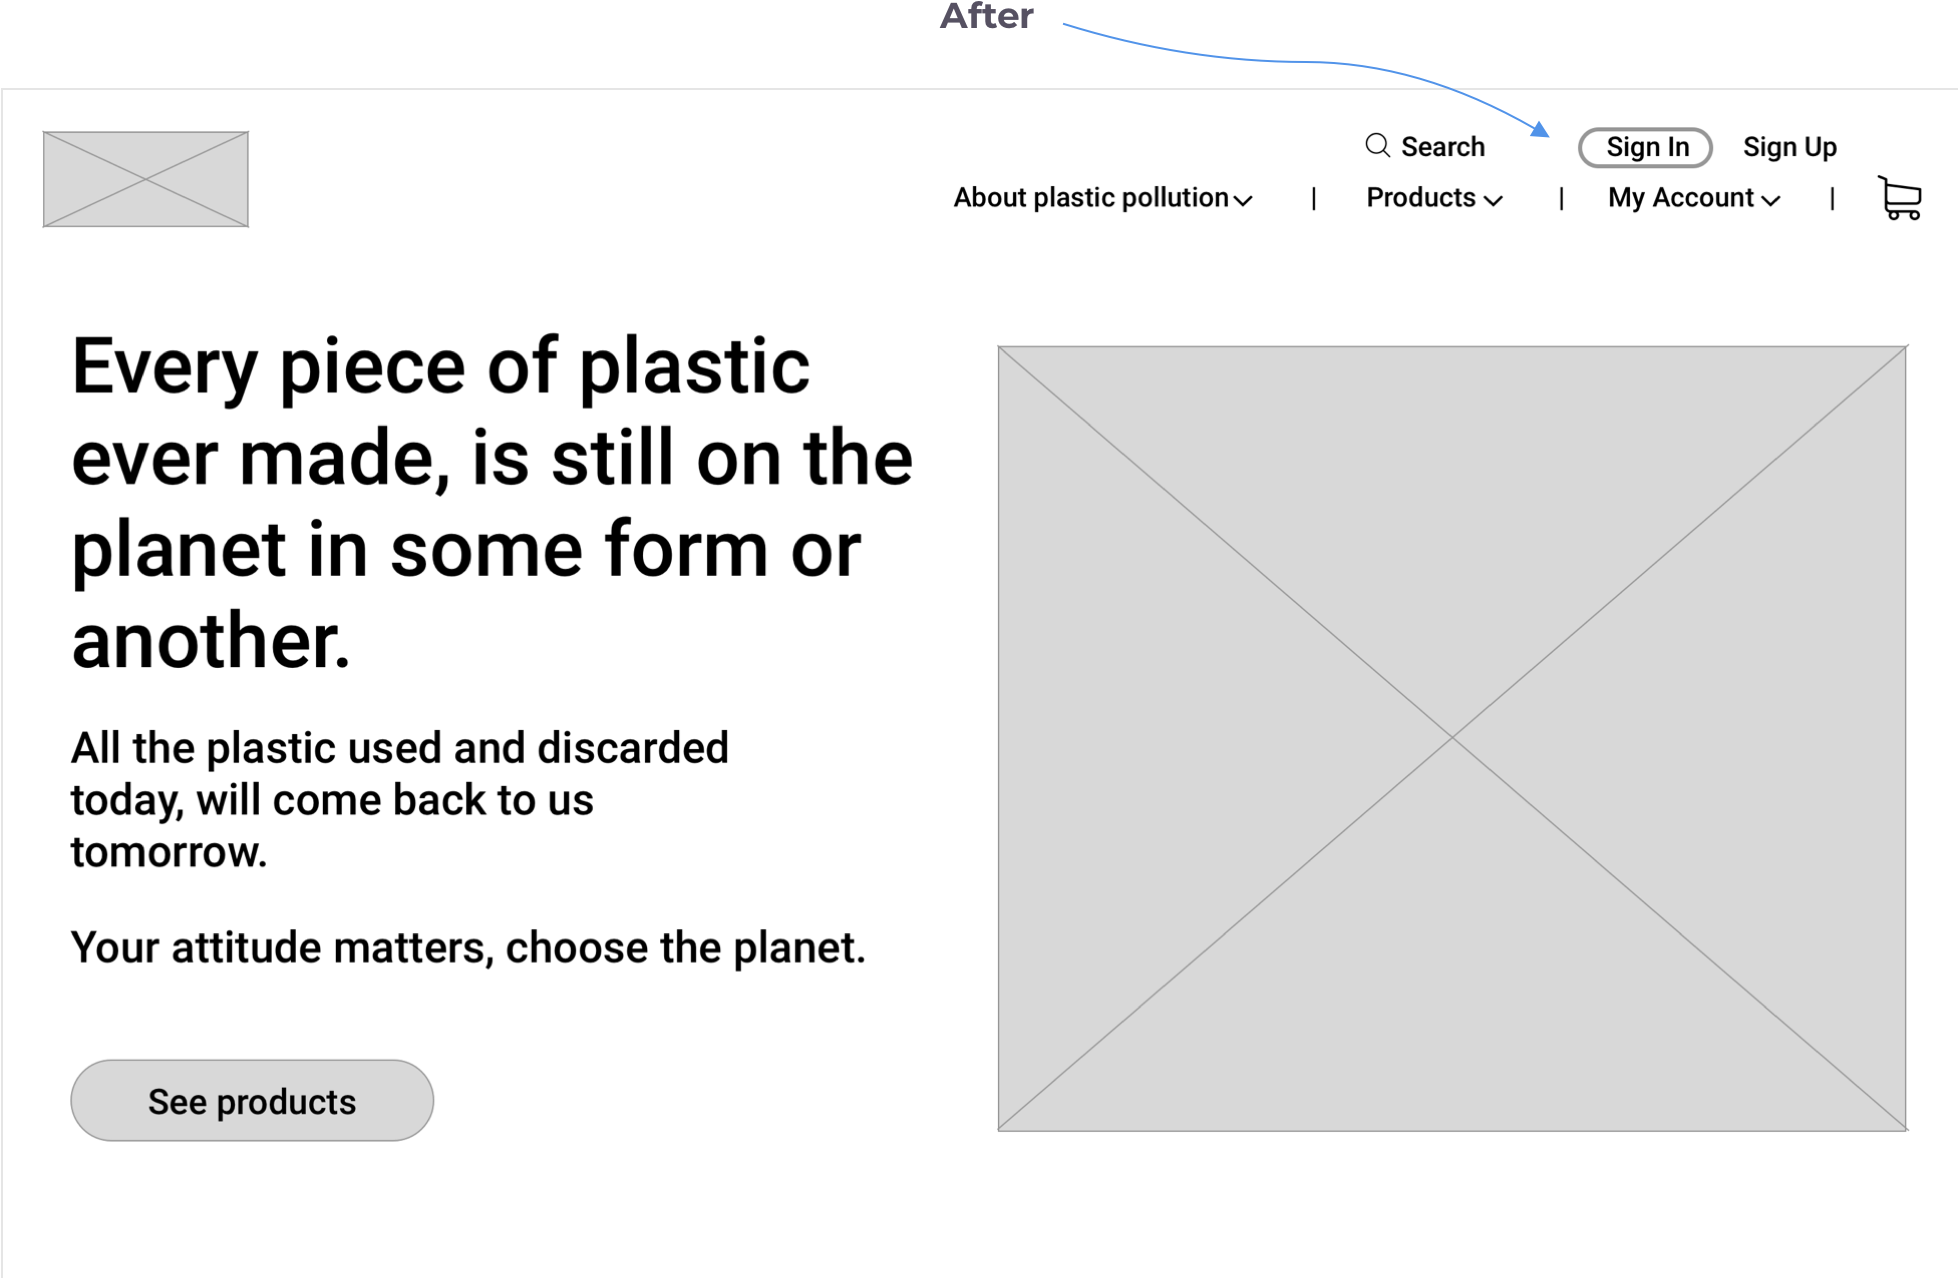 After
Search Sign In Sign Up
About plastic pollution | Products | My Account |
Every piece of plastic
ever made, is still on the
planet in some form or
another.
All the plastic used and discarded
today, will come back to us
tomorrow.
Your attitude matters, choose the planet.
See products